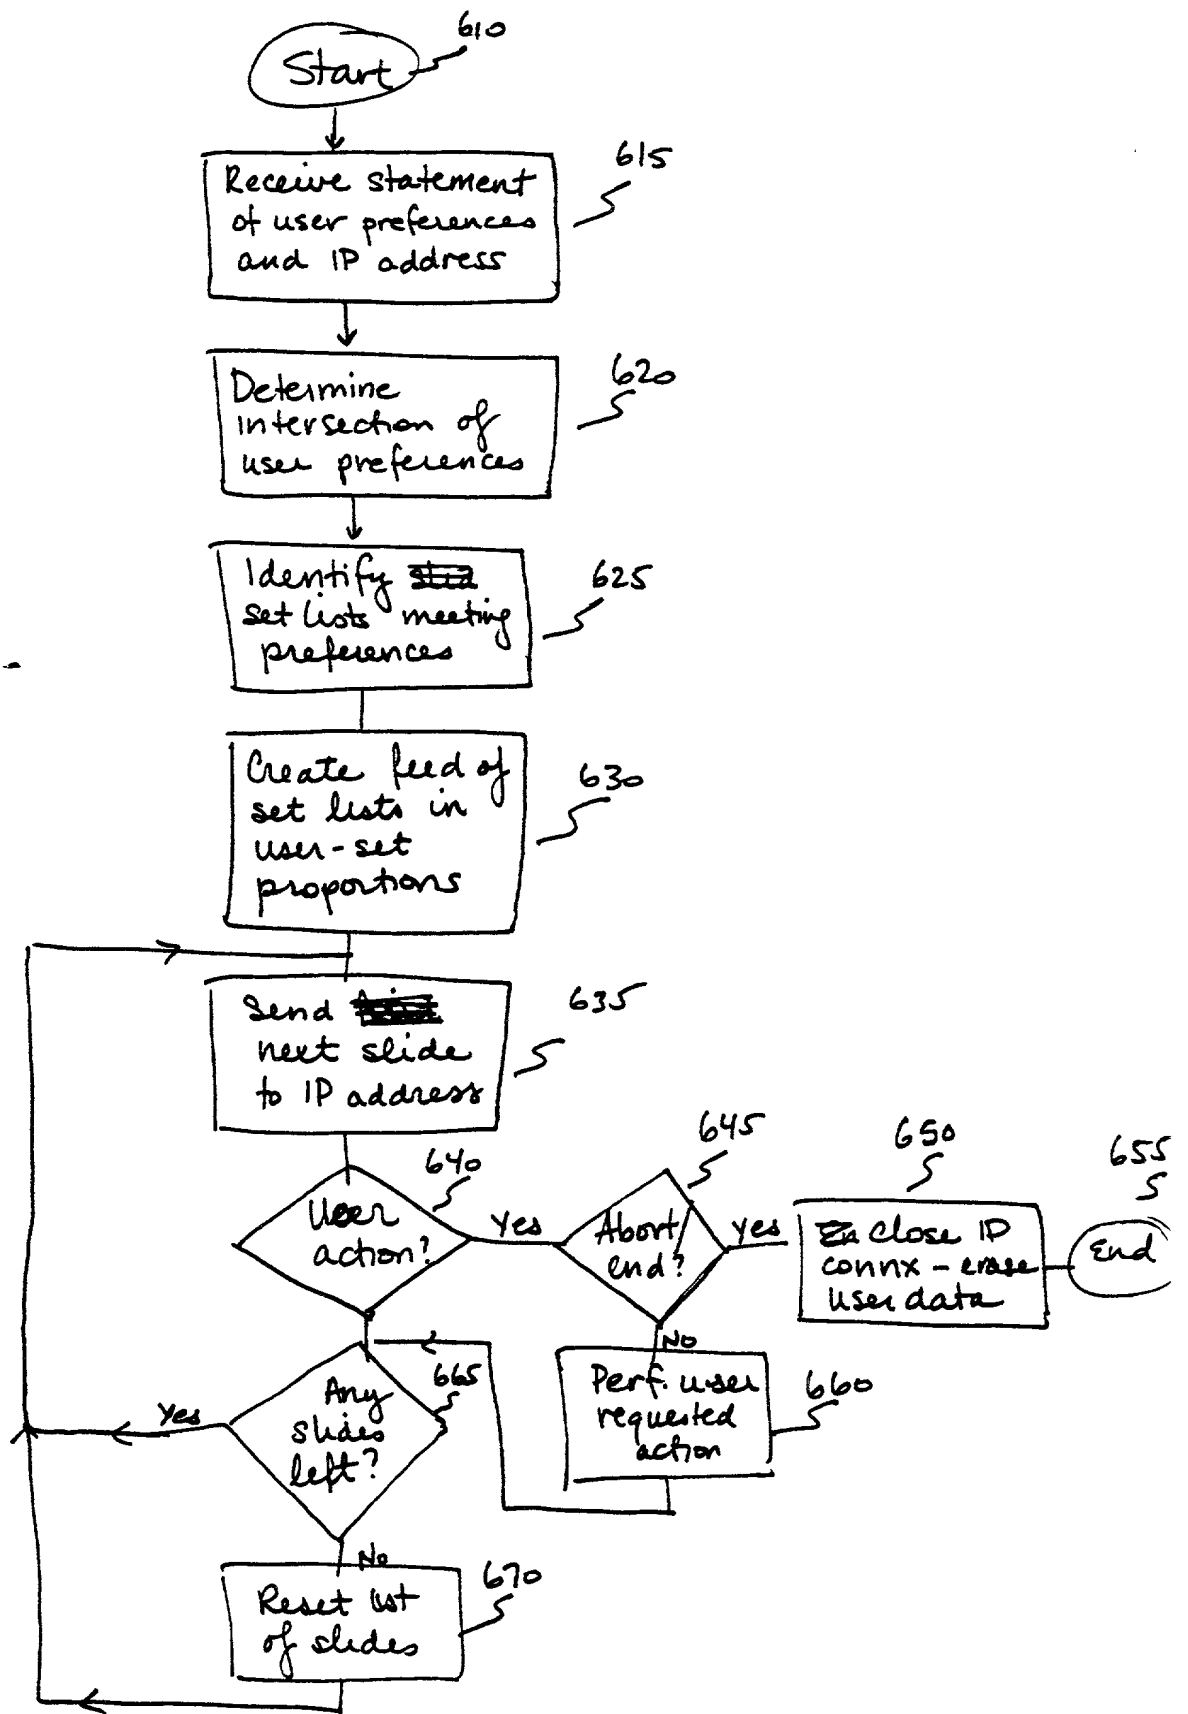 610
Start
615
Receive statement
of user preferences
and IP address
620
Determine
intersection of
user preferences
625
Identify
set lists meeting
preferences
630
Create feed of
set lists in
user-set
proportions
635
Send
next slide
to IP address
640
User
action?
Yes
645
Abort
end?
Yes
650
close IP
connx - erase
user data
655
End
No
660
Perf. user
requested
action
665
Any
slides
left?
Yes
No
670
Reset list
of slides